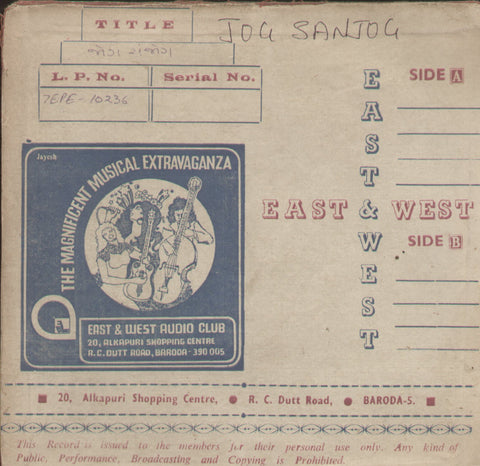 TITLE
JOG SANJOG
જોગ સંજોગ
L. P. No. Serial No.
7EPE-10236
SIDE A
EAST & WEST
EAST & WEST
SIDE B
Jayesh
THE MAGNIFICENT MUSICAL EXTRAVAGANZA
EAST & WEST AUDIO CLUB
20, ALKAPURI SHOPPING CENTRE
R. C. DUTT ROAD, BARODA-390 005
20, Alkapuri Shopping Centre, R. C. Dutt Road, BARODA-5.
This Record is issued to the members for their personal use only. Any kind of
Public, Performance, Broadcasting and Copying is Prohibited.